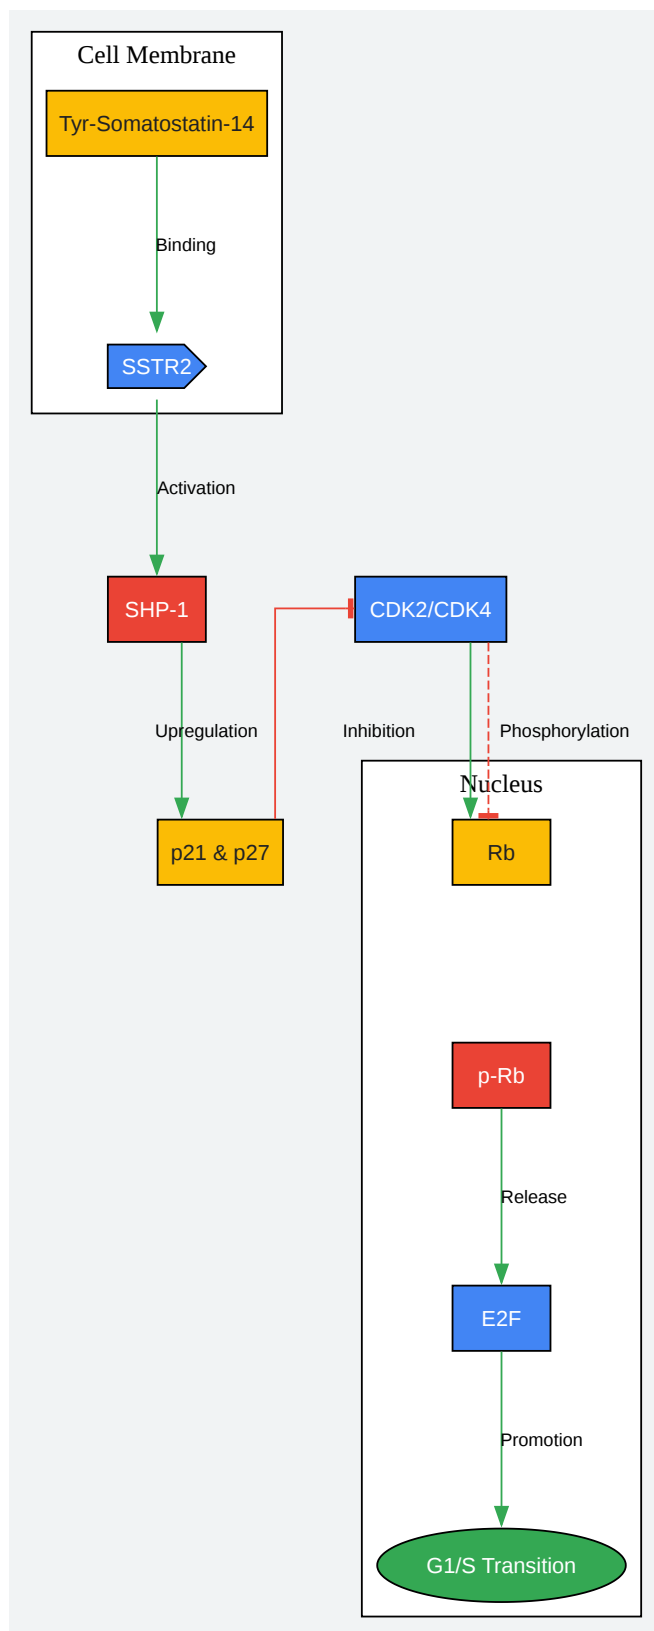 Cell Membrane
Tyr-Somatostatin-14
Binding
SSTR2
Activation
SHP-1
CDK2/CDK4
Upregulation
Inhibition
Phosphorylation
Nucleus
p21 & p27
Rb
p-Rb
Release
E2F
Promotion
G1/S Transition